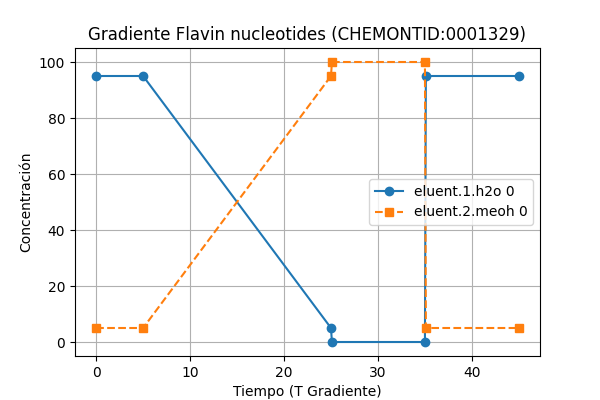 Gradiente Flavin nucleotides (CHEMONTID:0001329)
100
80
60
40
20
0
Concentración
eluent.1.h2o 0
eluent.2.meoh 0
0 10 20 30 40
Tiempo (T Gradiente)